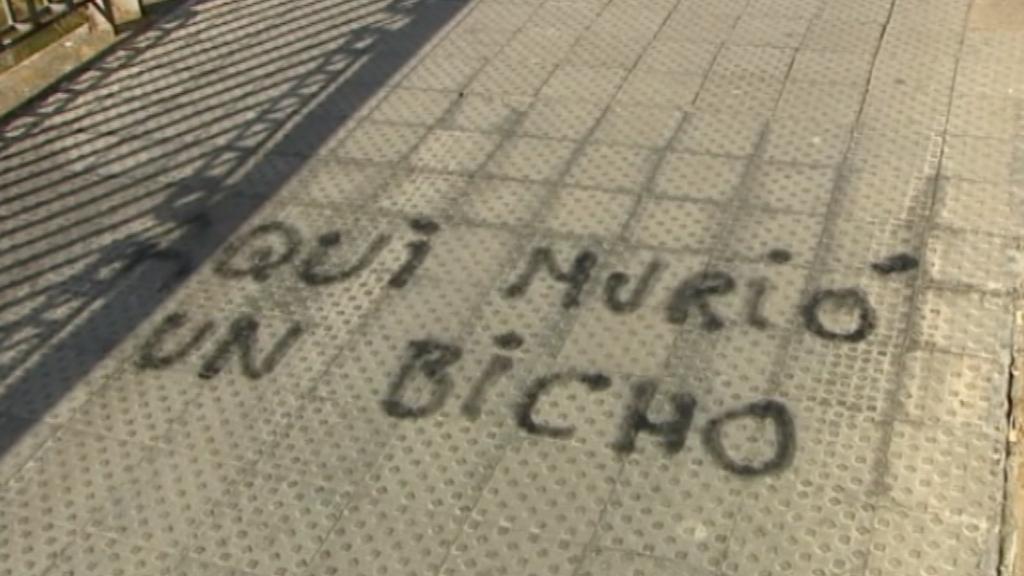 AQUi MURiÓ
UN BiCHO